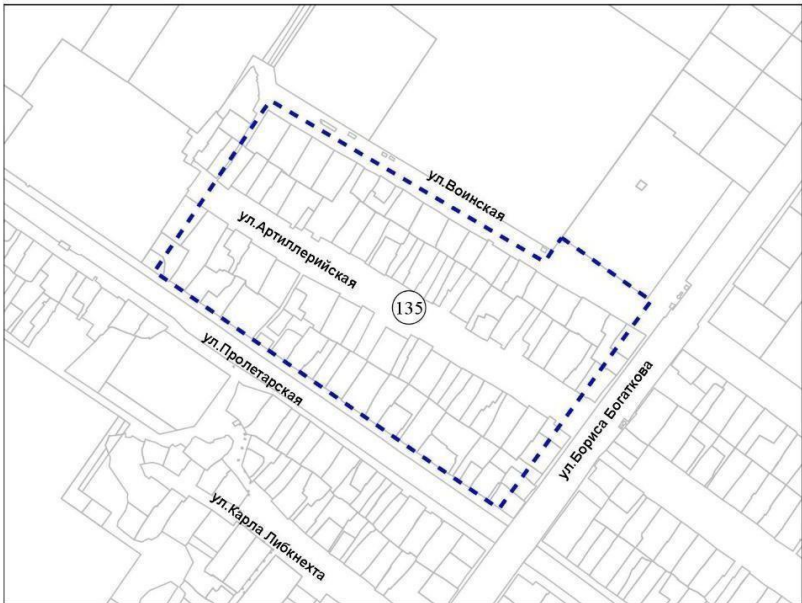 ул.Воинская
ул.Артиллерийская
135
ул.Пролетарская
ул.Бориса Богаткова
ул.Карла Либкнехта